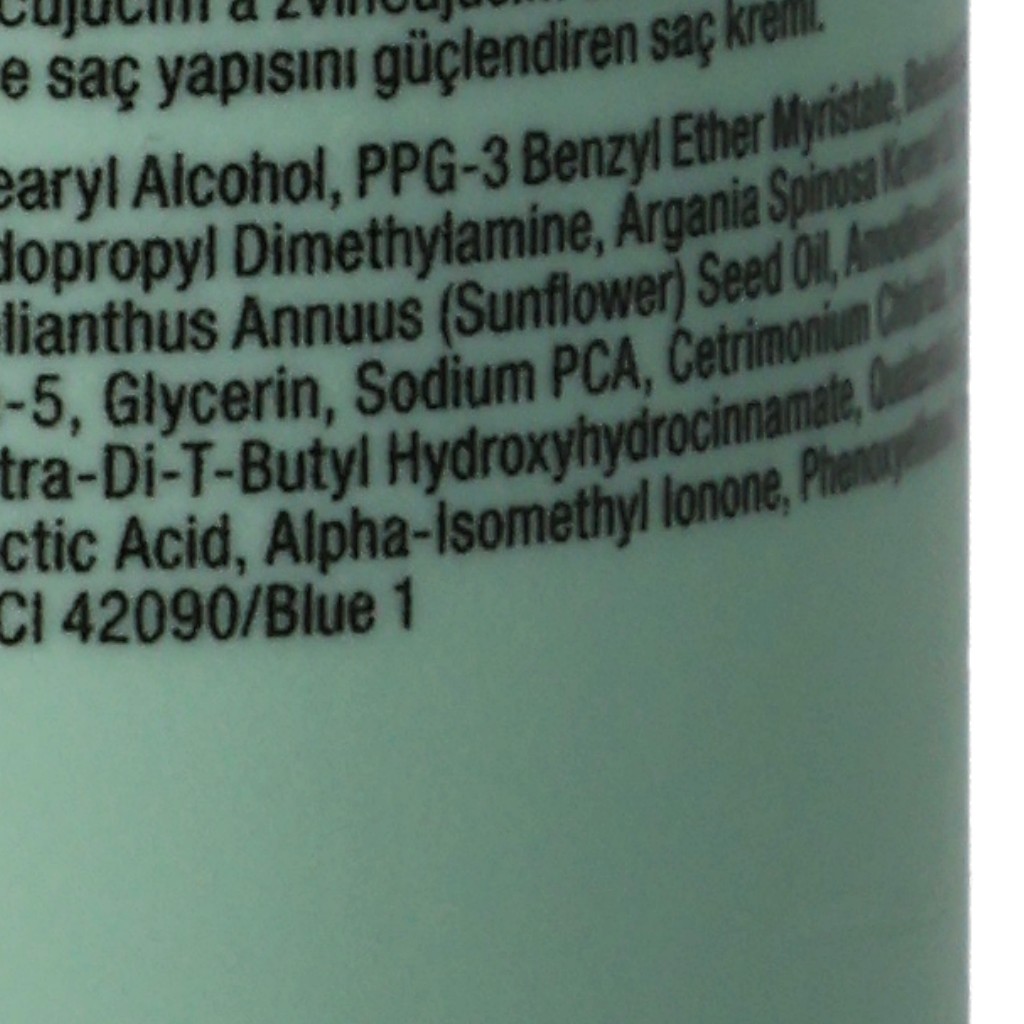 e saç yapısını güçlendiren saç kremi.
earyl Alcohol, PPG-3 Benzyl Ether Myristate,
dopropyl Dimethylamine, Argania Spinosa Kernel
lianthus Annuus (Sunflower) Seed Oil,
-5, Glycerin, Sodium PCA, Cetrimonium Chloride,
tra-Di-T-Butyl Hydroxyhydrocinnamate,
ctic Acid, Alpha-Isomethyl Ionone,
CI 42090/Blue 1